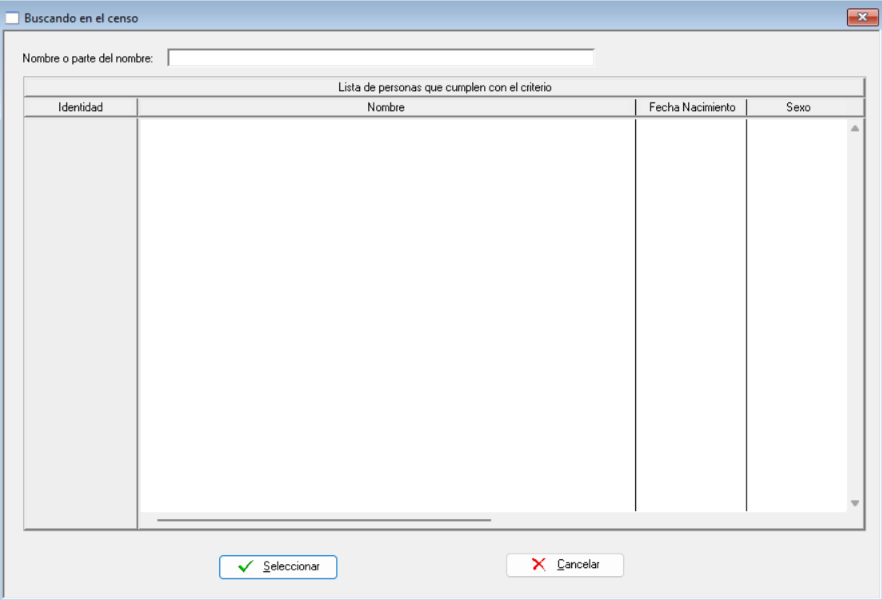 Buscando en el censo
Nombre o parte del nombre:
Lista de personas que cumplen con el criterio
Identidad Nombre Fecha Nacimiento Sexo
Seleccionar Cancelar